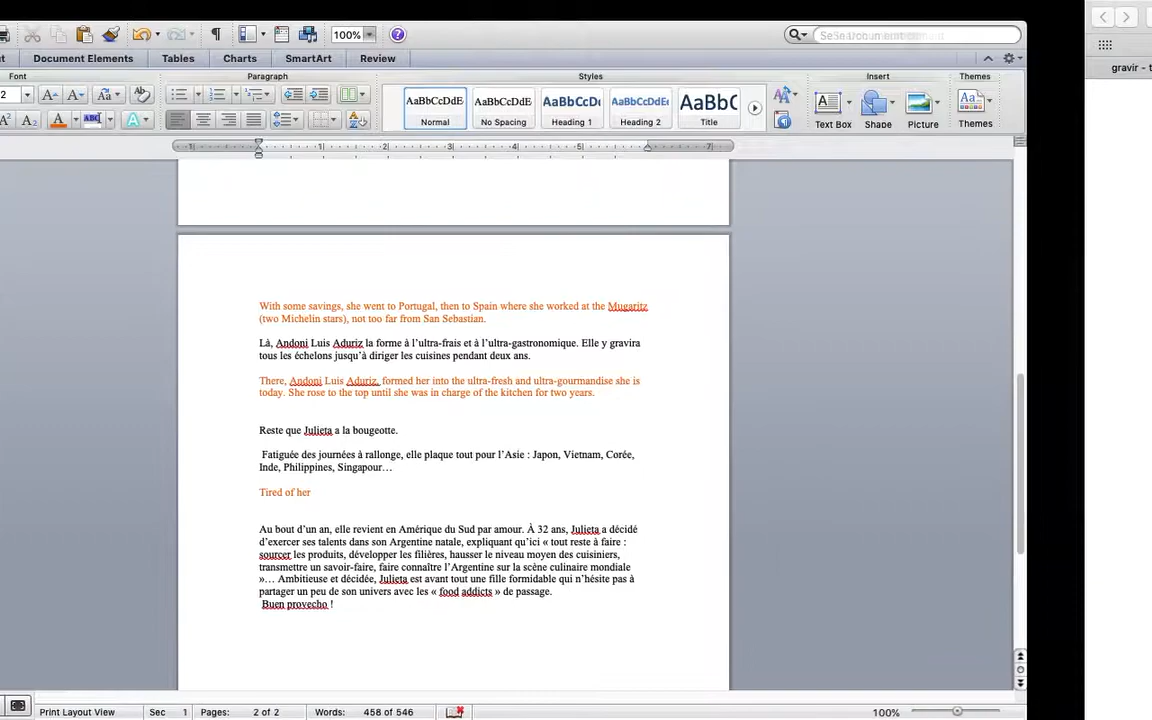 100%
Document Elements
Tables
Charts
SmartArt
Review
Font
Paragraph
Styles
Insert
Themes
AaBbCcDdE
AaBbCcDdE
AaBbCcDc
AaBbCcDdEe
AaBbC
Normal
No Spacing
Heading 1
Heading 2
Title
Text Box
Shape
Picture
Themes
gravir - t
With some savings, she went to Portugal, then to Spain where she worked at the Mugaritz
(two Michelin stars), not too far from San Sebastian.
Là, Andoni Luis Aduriz la forme à l'ultra-frais et à l'ultra-gastronomique. Elle y gravira
tous les échelons jusqu'à diriger les cuisines pendant deux ans.
There, Andoni Luis Aduriz, formed her into the ultra-fresh and ultra-gourmandise she is
today. She rose to the top until she was in charge of the kitchen for two years.
Reste que Julieta a la bougeotte.
Fatiguée des journées à rallonge, elle plaque tout pour l'Asie : Japon, Vietnam, Corée,
Inde, Philippines, Singapour…
Tired of her
Au bout d'un an, elle revient en Amérique du Sud par amour. À 32 ans, Julieta a décidé
d'exercer ses talents dans son Argentine natale, expliquant qu'ici « tout reste à faire :
sourcer les produits, développer les filières, hausser le niveau moyen des cuisiniers,
transmettre un savoir-faire, faire connaître l'Argentine sur la scène culinaire mondiale
»… Ambitieuse et décidée, Julieta est avant tout une fille formidable qui n'hésite pas à
partager un peu de son univers avec les « food addicts » de passage.
Buen provecho !
Print Layout View
Sec 1
Pages: 2 of 2
Words: 458 of 546
100%